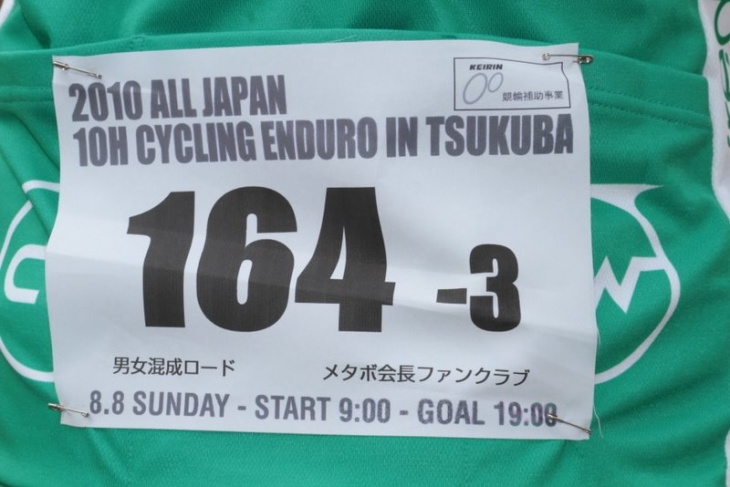 KEIRIN
競輪補助事業
2010 ALL JAPAN
10H CYCLING ENDURO IN TSUKUBA
164 -3
男女混成ロード
メタボ会長ファンクラブ
8.8 SUNDAY - START 9:00 - GOAL 19:00